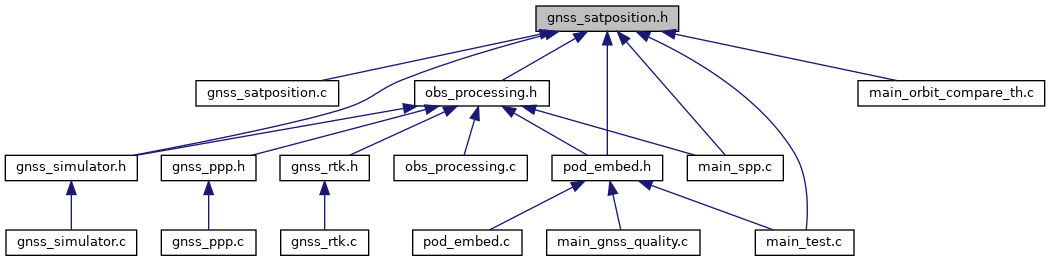 gnss_satposition.h
gnss_satposition.c
obs_processing.h
main_orbit_compare_th.c
gnss_simulator.h
gnss_ppp.h
gnss_rtk.h
obs_processing.c
pod_embed.h
main_spp.c
gnss_simulator.c
gnss_ppp.c
gnss_rtk.c
pod_embed.c
main_gnss_quality.c
main_test.c